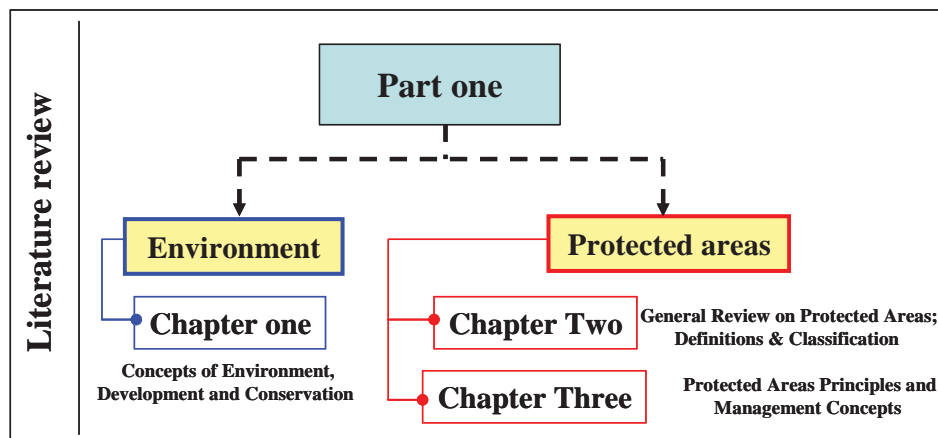 Literature review
Part one
Environment
Protected areas
Chapter one
Concepts of Environment,
Development and Conservation
Chapter Two
General Review on Protected Areas;
Definitions & Classification
Chapter Three
Protected Areas Principles and
Management Concepts